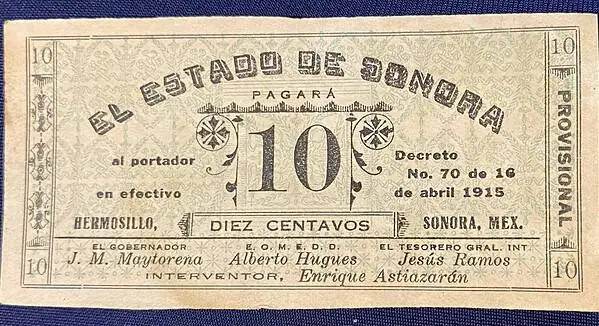 10 10
EL ESTADO DE SONORA
PAGARÁ
al portador
en efectivo
10
Decreto
No. 70 de 16
de abril 1915
PROVISIONAL
HERMOSILLO, DIEZ CENTAVOS SONORA, MEX.
EL GOBERNADOR E. O. M. E. D. D. EL TESORERO GRAL. INT.
J. M. Maytorena Alberto Hugues Jesús Ramos
INTERVENTOR, Enrique Astiazarán
10 10